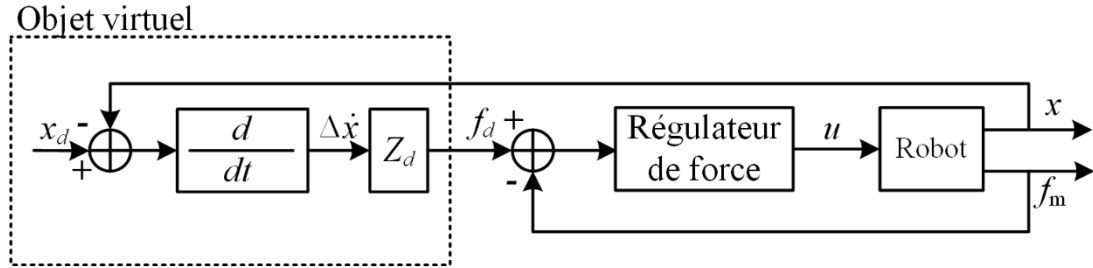 Objet virtuel
x_d
-
+
d
dt
Δẋ
Z_d
f_d
+
-
Régulateur
de force
u
Robot
x
f_m